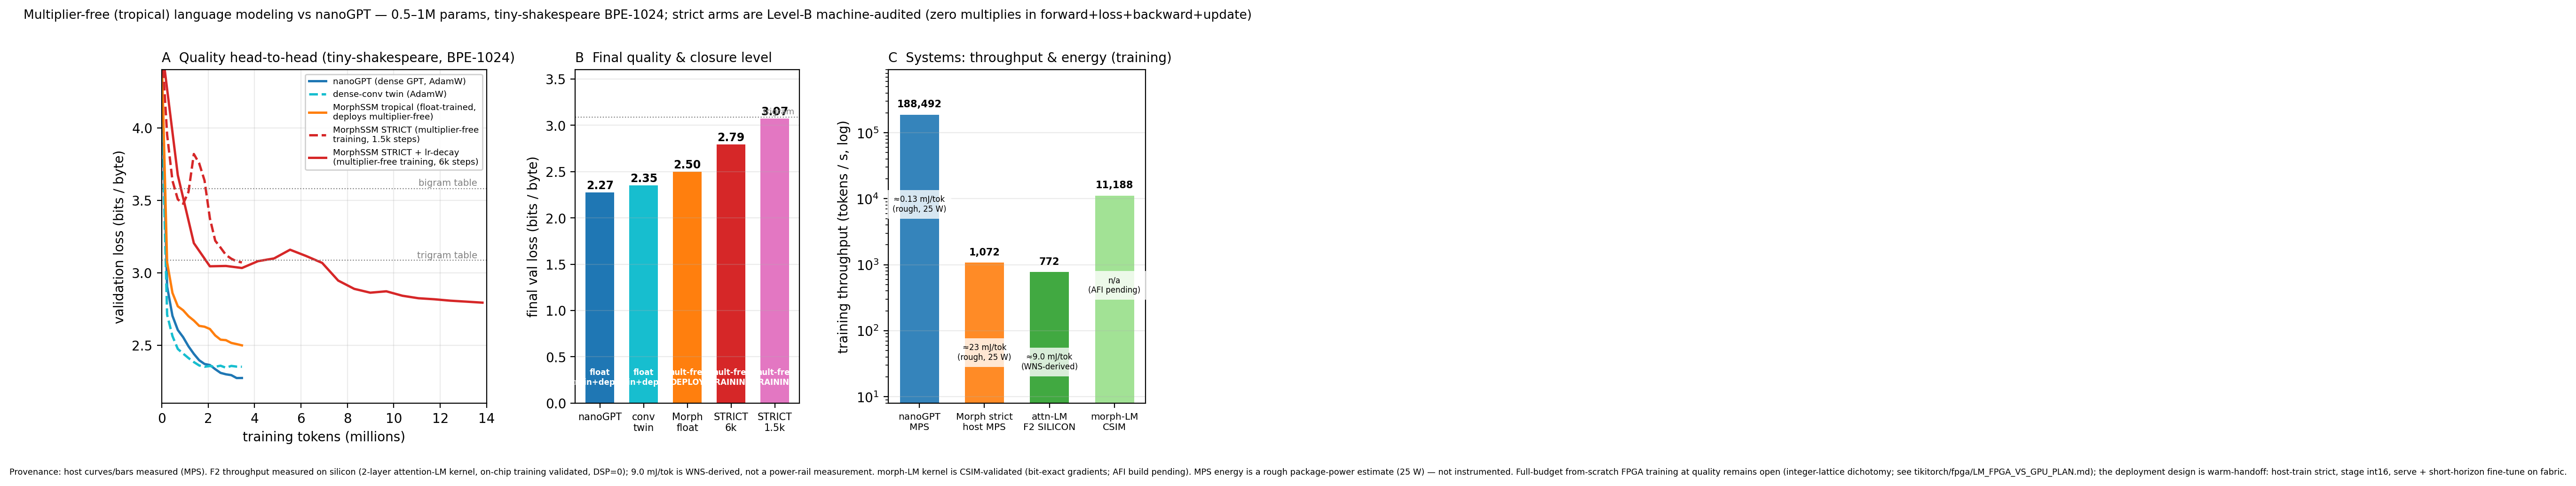 Multiplier-free (tropical) language modeling vs nanoGPT — 0.5–1M params, tiny-shakespeare BPE-1024; strict arms are Level-B machine-audited (zero multiplies in forward+loss+backward+update)
A Quality head-to-head (tiny-shakespeare, BPE-1024)
validation loss (bits / byte)
4.0
3.5
3.0
2.5
nanoGPT (dense GPT, AdamW)
dense-conv twin (AdamW)
MorphSSM tropical (float-trained,
deploys multiplier-free)
MorphSSM STRICT (multiplier-free
training, 1.5k steps)
MorphSSM STRICT + lr-decay
(multiplier-free training, 6k steps)
bigram table
trigram table
0 2 4 6 8 10 12 14
training tokens (millions)
B Final quality & closure level
final val loss (bits / byte)
3.5
3.0
2.5
2.0
1.5
1.0
0.5
0.0
2.27
2.35
2.50
2.79
3.07
float
float
DEPLOY
nanoGPT
conv
twin
Morph
float
STRICT
6k
STRICT
1.5k
C Systems: throughput & energy (training)
training throughput (tokens / s, log)
10⁵
10⁴
10³
10²
10¹
188,492
≈0.13 mJ/tok
(rough, 25 W)
1,072
≈23 mJ/tok
(rough, 25 W)
772
≈9.0 mJ/tok
(WNS-derived)
11,188
n/a
(AFI pending)
nanoGPT
MPS
Morph strict
host MPS
attn-LM
F2 SILICON
morph-LM
CSIM
Provenance: host curves/bars measured (MPS). F2 throughput measured on silicon (2-layer attention-LM kernel, on-chip training validated, DSP=0); 9.0 mJ/tok is WNS-derived, not a power-rail measurement. morph-LM kernel is CSIM-validated (bit-exact gradients; AFI build pending). MPS energy is a rough package-power estimate (25 W) — not instrumented. Full-budget from-scratch FPGA training at quality remains open (integer-lattice dichotomy; see tikitorch/fpga/LM_FPGA_VS_GPU_PLAN.md); the deployment design is warm-handoff: host-train strict, stage int16, serve + short-horizon fine-tune on fabric.